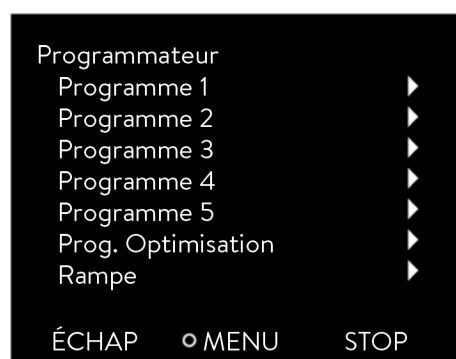 Programmateur
Programme 1
Programme 2
Programme 3
Programme 4
Programme 5
Prog. Optimisation
Rampe
ÉCHAP MENU STOP